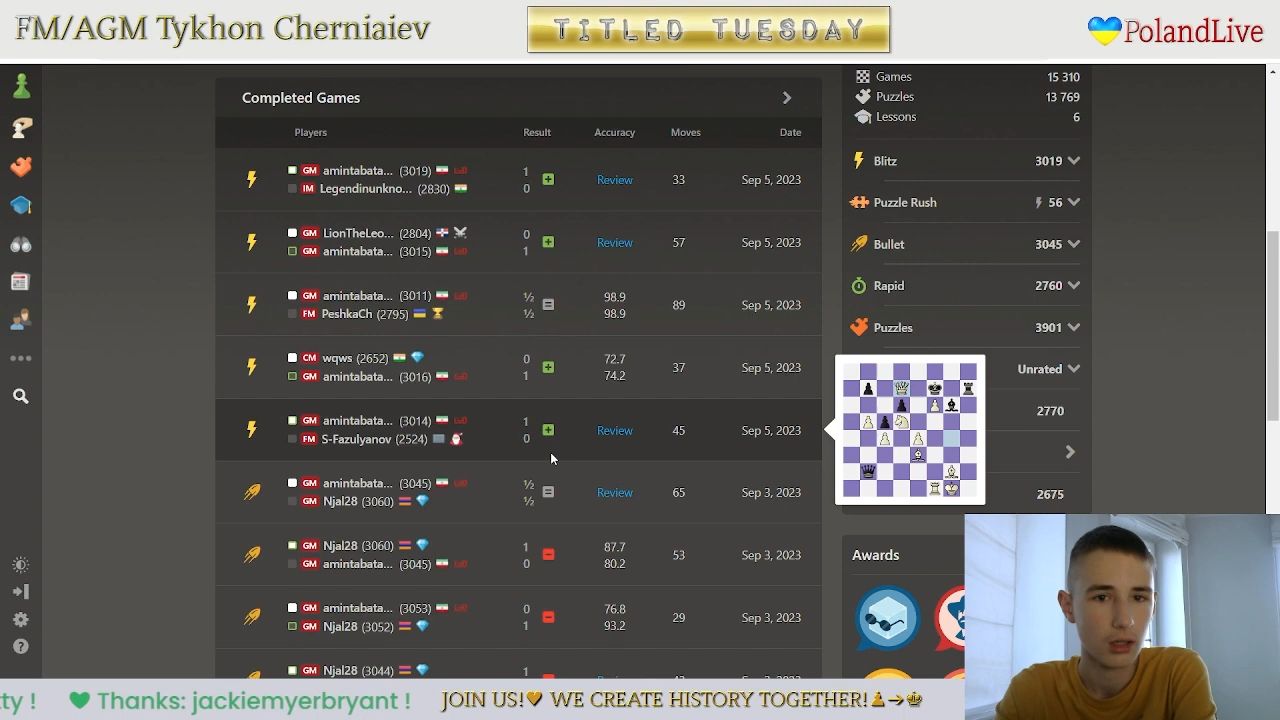 FM/AGM Tykhon Cherniaiev
TITLED TUESDAY
PolandLive
Completed Games
Players Result Accuracy Moves Date
GM amintabata... (3019) 1
IM Legendinunkno... (2830) 0
Review 33 Sep 5, 2023
GM LionTheLeo... (2804) 0
GM amintabata... (3015) 1
Review 57 Sep 5, 2023
GM amintabata... (3011) ½ 98.9
FM PeshkaCh (2795) ½ 98.9
89 Sep 5, 2023
CM wqws (2652) 0 72.7
GM amintabata... (3016) 1 74.2
37 Sep 5, 2023
GM amintabata... (3014) 1
FM S-Fazulyanov (2524) 0
Review 45 Sep 5, 2023
GM amintabata... (3045) ½
GM Njal28 (3060) ½
Review 65 Sep 3, 2023
GM Njal28 (3060) 1 87.7
GM amintabata... (3045) 0 80.2
53 Sep 3, 2023
GM amintabata... (3053) 0 76.8
GM Njal28 (3052) 1 93.2
29 Sep 3, 2023
GM Njal28 (3044) 1
Games 15 310
Puzzles 13 769
Lessons 6
Blitz 3019
Puzzle Rush 56
Bullet 3045
Rapid 2760
Puzzles 3901
Unrated
2770
2675
Awards
ty ! 💚 Thanks: jackiemyerbryant !
JOIN US!♥ WE CREATE HISTORY TOGETHER!♟→♚